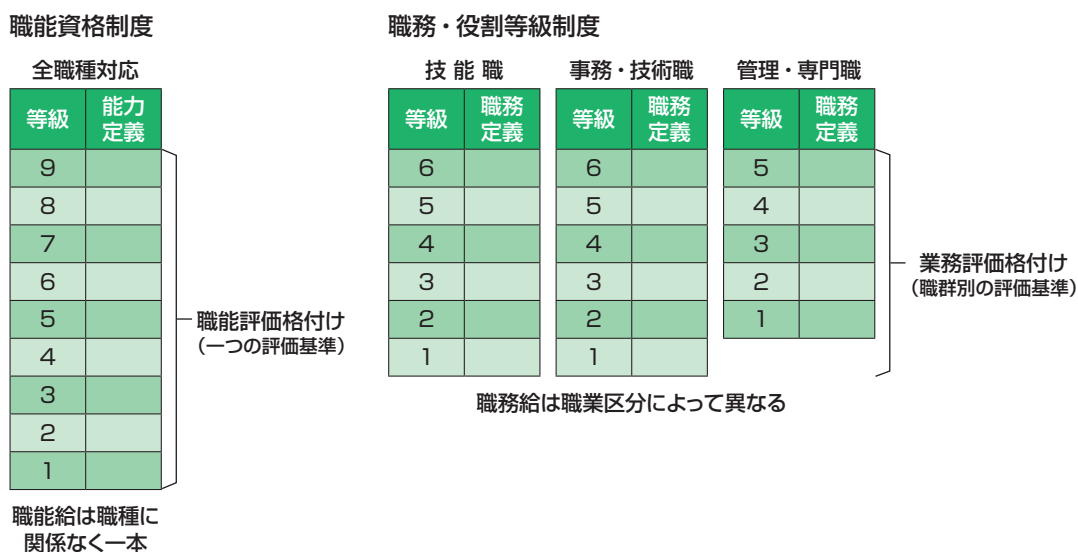 職能資格制度
全職種対応
等級 能力定義
9
8
7
6
5
4
3
2
1
職能評価格付け
（一つの評価基準）
職能給は職種に
関係なく一本
職務・役割等級制度
技能職
等級 職務定義
6
5
4
3
2
1
事務・技術職
等級 職務定義
6
5
4
3
2
1
管理・専門職
等級 職務定義
5
4
3
2
1
業務評価格付け
（職群別の評価基準）
職務給は職業区分によって異なる